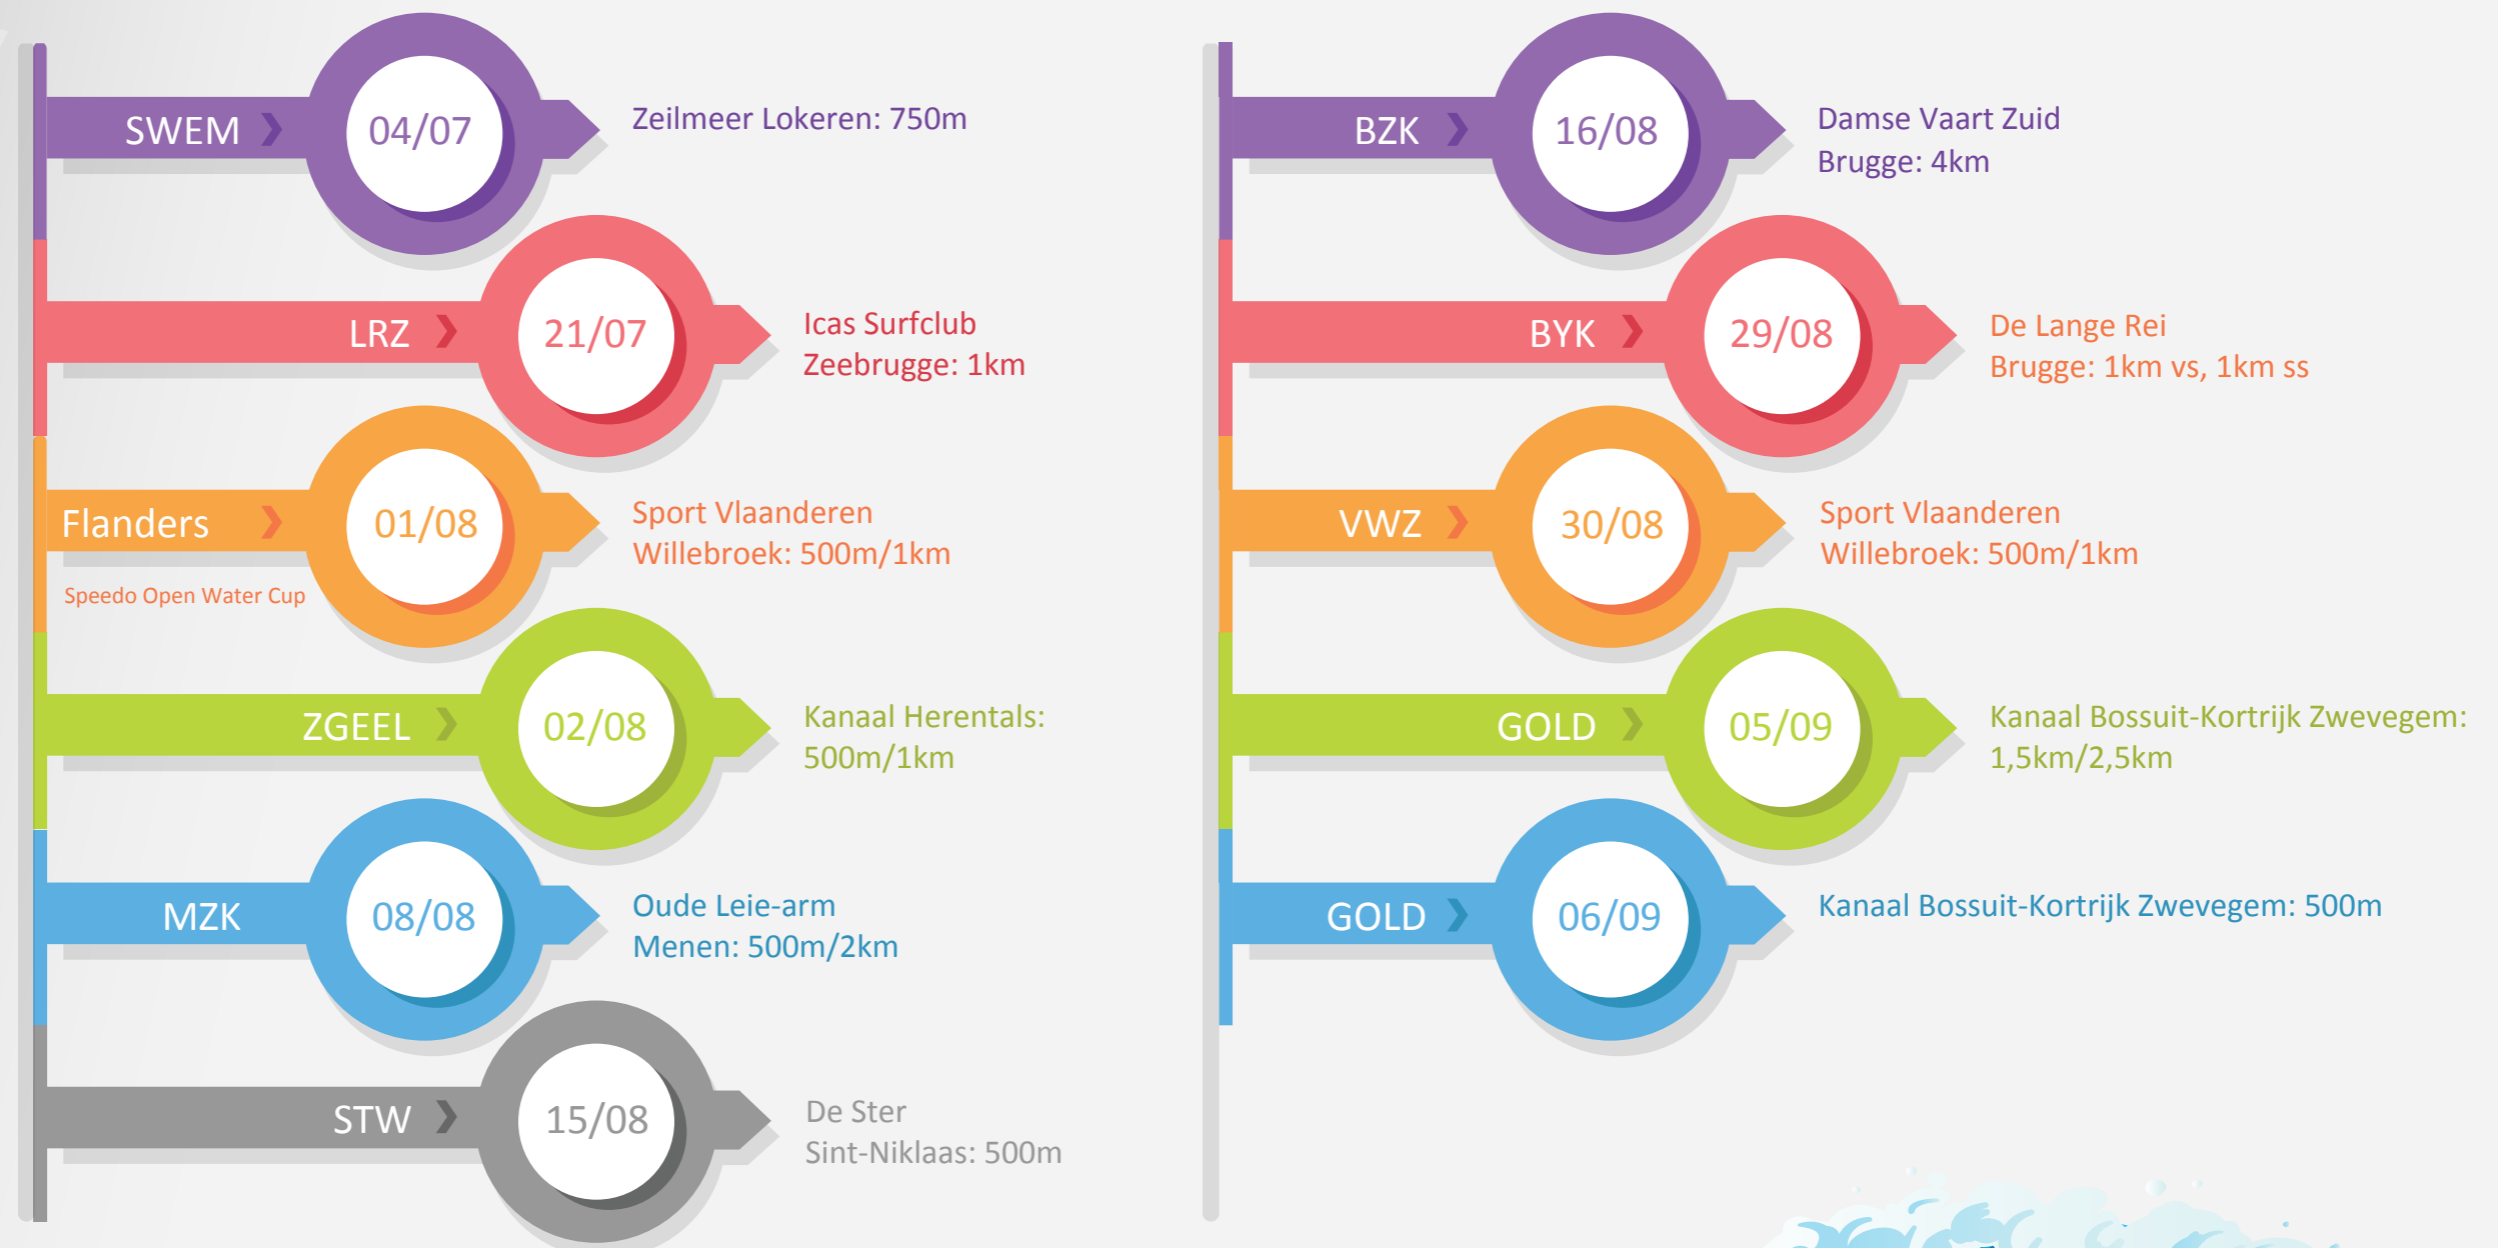 SWEM
04/07
Zeilmeer Lokeren: 750m
LRZ
21/07
Icas Surfclub
Zeebrugge: 1km
Flanders
01/08
Sport Vlaanderen
Willebroek: 500m/1km
Speedo Open Water Cup
ZGEEL
02/08
Kanaal Herentals:
500m/1km
MZK
08/08
Oude Leie-arm
Menen: 500m/2km
STW
15/08
De Ster
Sint-Niklaas: 500m
BZK
16/08
Damse Vaart Zuid
Brugge: 4km
BYK
29/08
De Lange Rei
Brugge: 1km vs, 1km ss
VWZ
30/08
Sport Vlaanderen
Willebroek: 500m/1km
GOLD
05/09
Kanaal Bossuit-Kortrijk Zwevegem:
1,5km/2,5km
GOLD
06/09
Kanaal Bossuit-Kortrijk Zwevegem: 500m